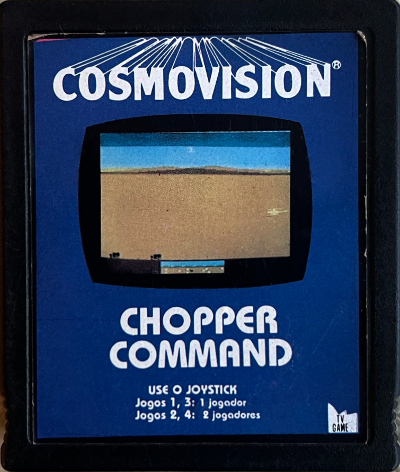 COSMOVISION®
CHOPPER
COMMAND
USE O JOYSTICK
Jogos 1, 3: 1 jogador
Jogos 2, 4: 2 jogadores
TV
GAME